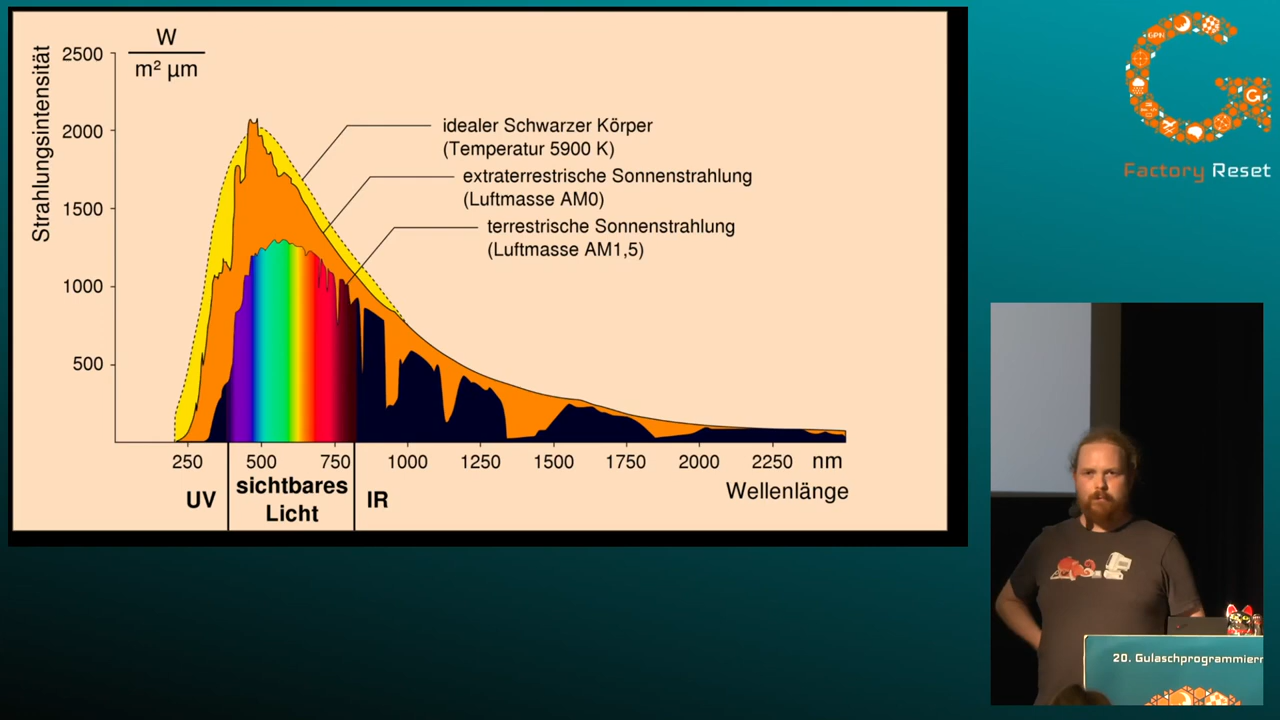 W
m² µm
Strahlungsintensität
2500
2000
1500
1000
500
idealer Schwarzer Körper
(Temperatur 5900 K)
extraterrestrische Sonnenstrahlung
(Luftmasse AM0)
terrestrische Sonnenstrahlung
(Luftmasse AM1,5)
250 500 750 1000 1250 1500 1750 2000 2250 nm
UV
sichtbares
Licht
IR
Wellenlänge
GPN
Factory Reset
20. Gulaschprogrammier